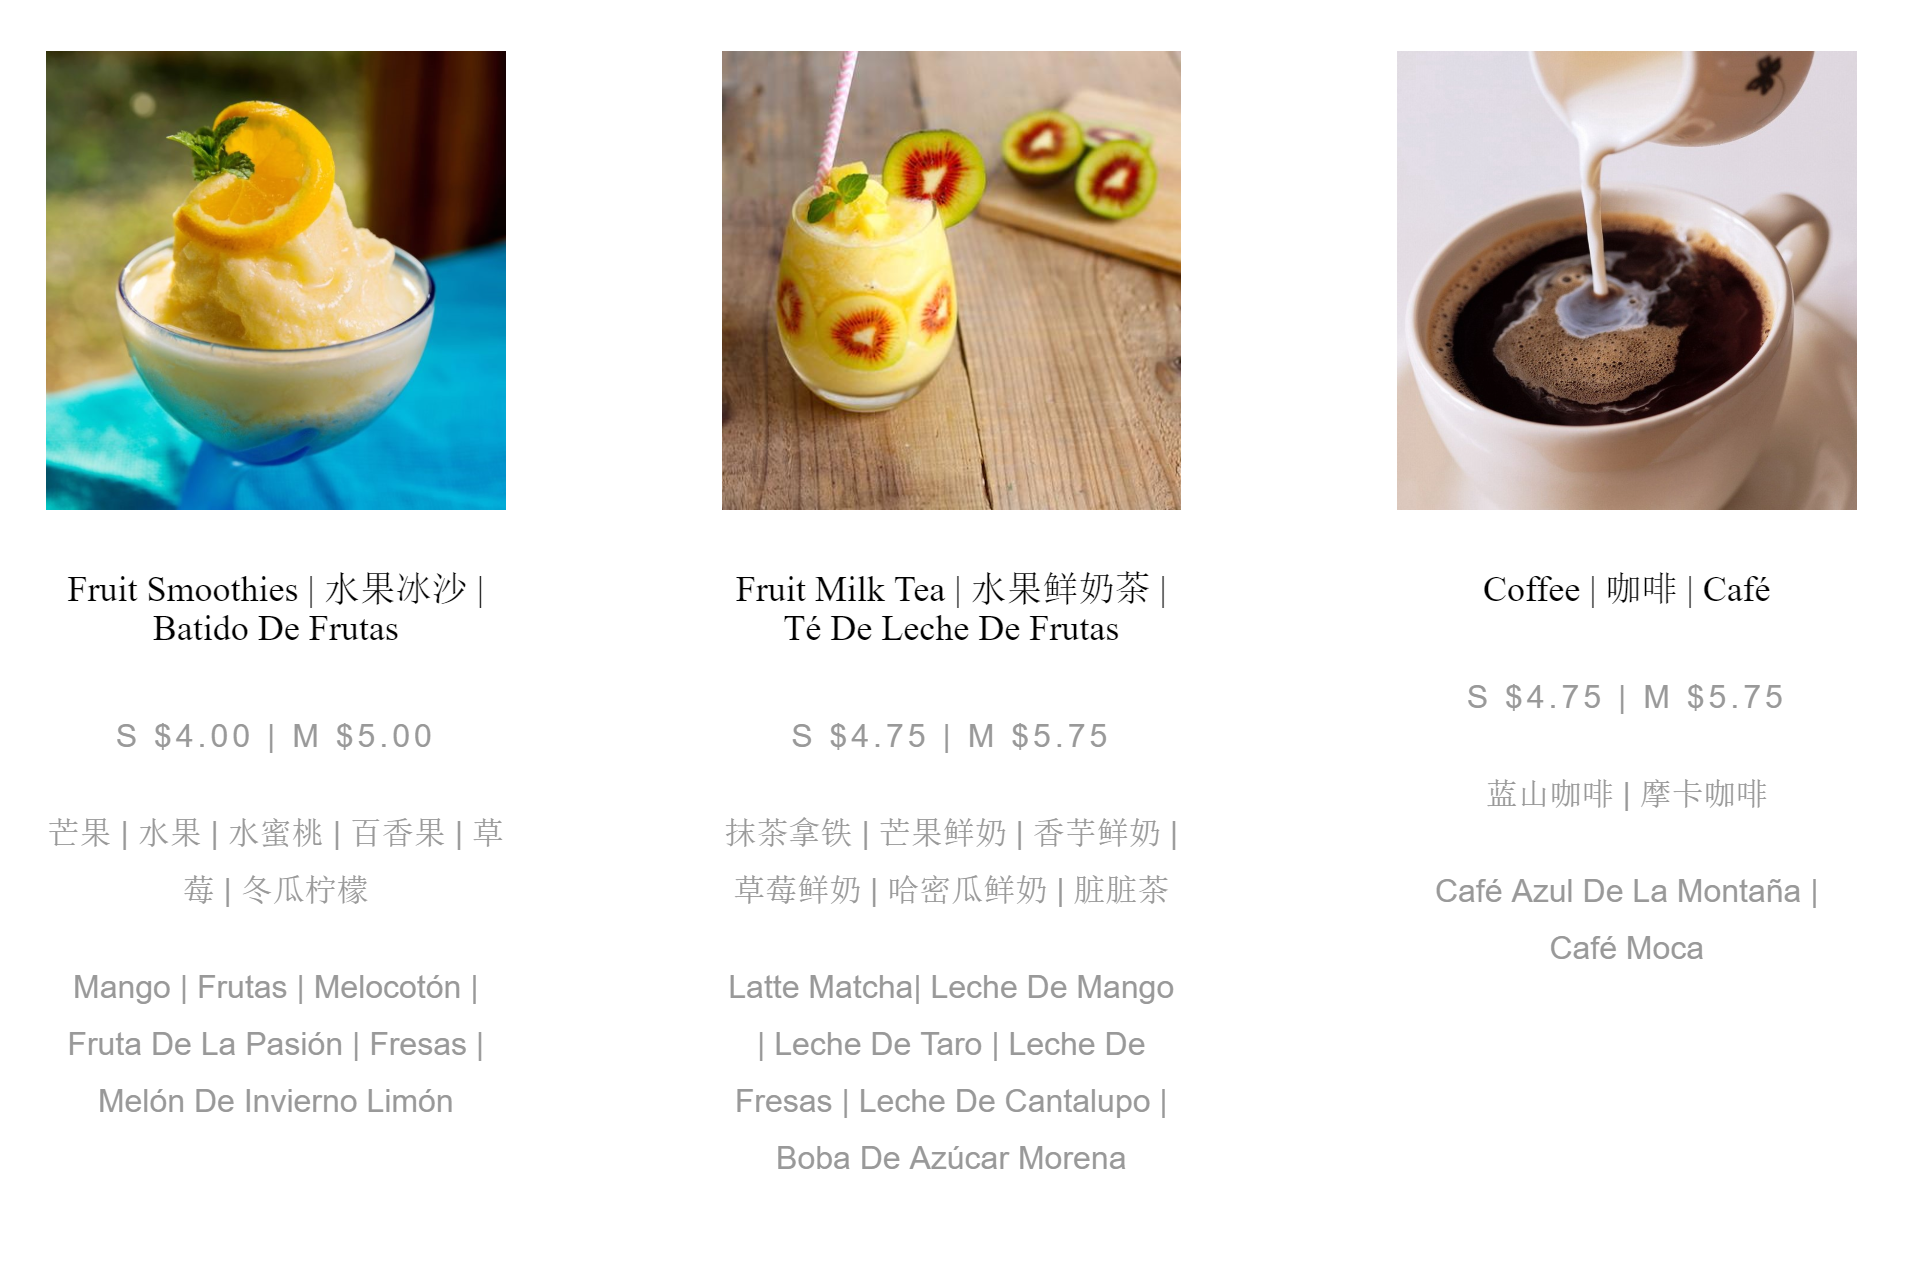 Fruit Smoothies | 水果冰沙 |
Batido De Frutas
S $4.00 | M $5.00
芒果 | 水果 | 水蜜桃 | 百香果 | 草
莓 | 冬瓜柠檬
Mango | Frutas | Melocotón |
Fruta De La Pasión | Fresas |
Melón De Invierno Limón
Fruit Milk Tea | 水果鲜奶茶 |
Té De Leche De Frutas
S $4.75 | M $5.75
抹茶拿铁 | 芒果鲜奶 | 香芋鲜奶 |
草莓鲜奶 | 哈密瓜鲜奶 | 脏脏茶
Latte Matcha| Leche De Mango
| Leche De Taro | Leche De
Fresas | Leche De Cantalupo |
Boba De Azúcar Morena
Coffee | 咖啡 | Café
S $4.75 | M $5.75
蓝山咖啡 | 摩卡咖啡
Café Azul De La Montaña |
Café Moca